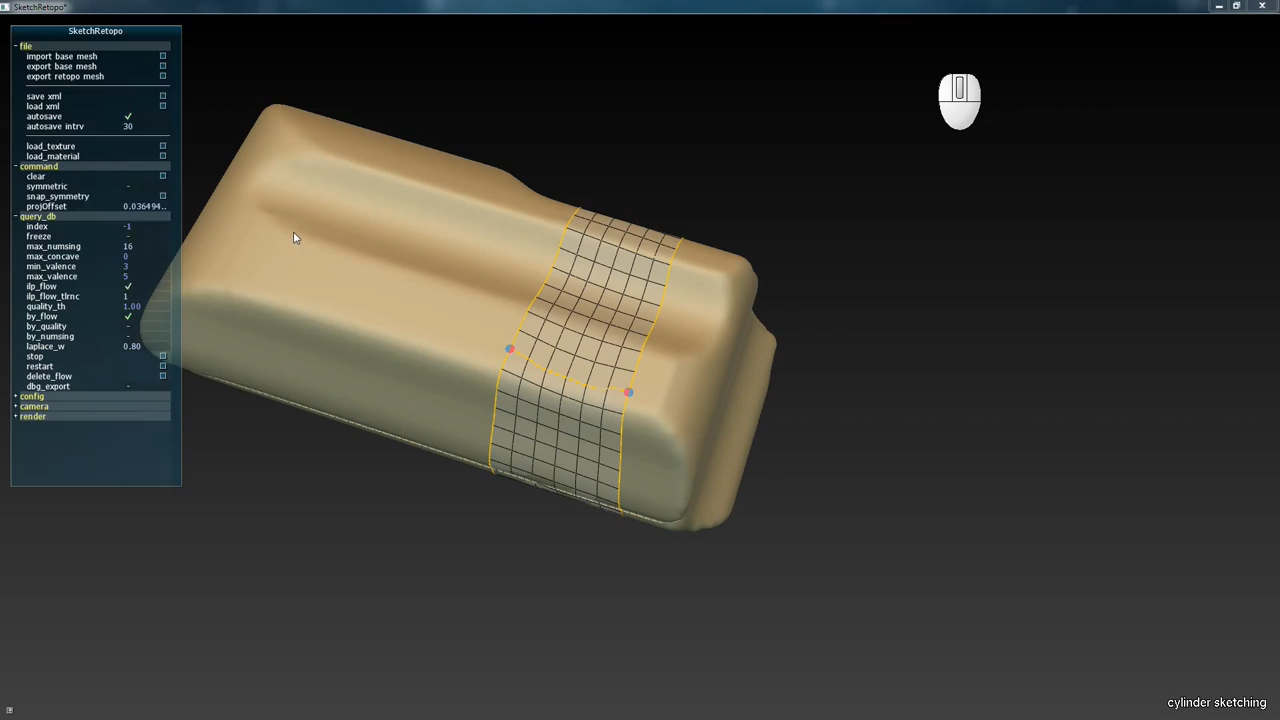 SketchRetopo*
SketchRetopo
- file
import base mesh
export base mesh
export retopo mesh
save xml
load xml
autosave ✓
autosave intrv 30
load_texture
load_material
- command
clear
symmetric -
snap_symmetry
projOffset 0.036494..
- query_db
index -1
freeze -
max_numsing 16
max_concave 0
min_valence 3
max_valence 5
ilp_flow ✓
ilp_flow_tlrnc 1
quality_th 1.00
by_flow ✓
by_quality -
by_numsing -
laplace_w 0.80
stop
restart
delete_flow
dbg_export -
+ config
+ camera
+ render
cylinder sketching